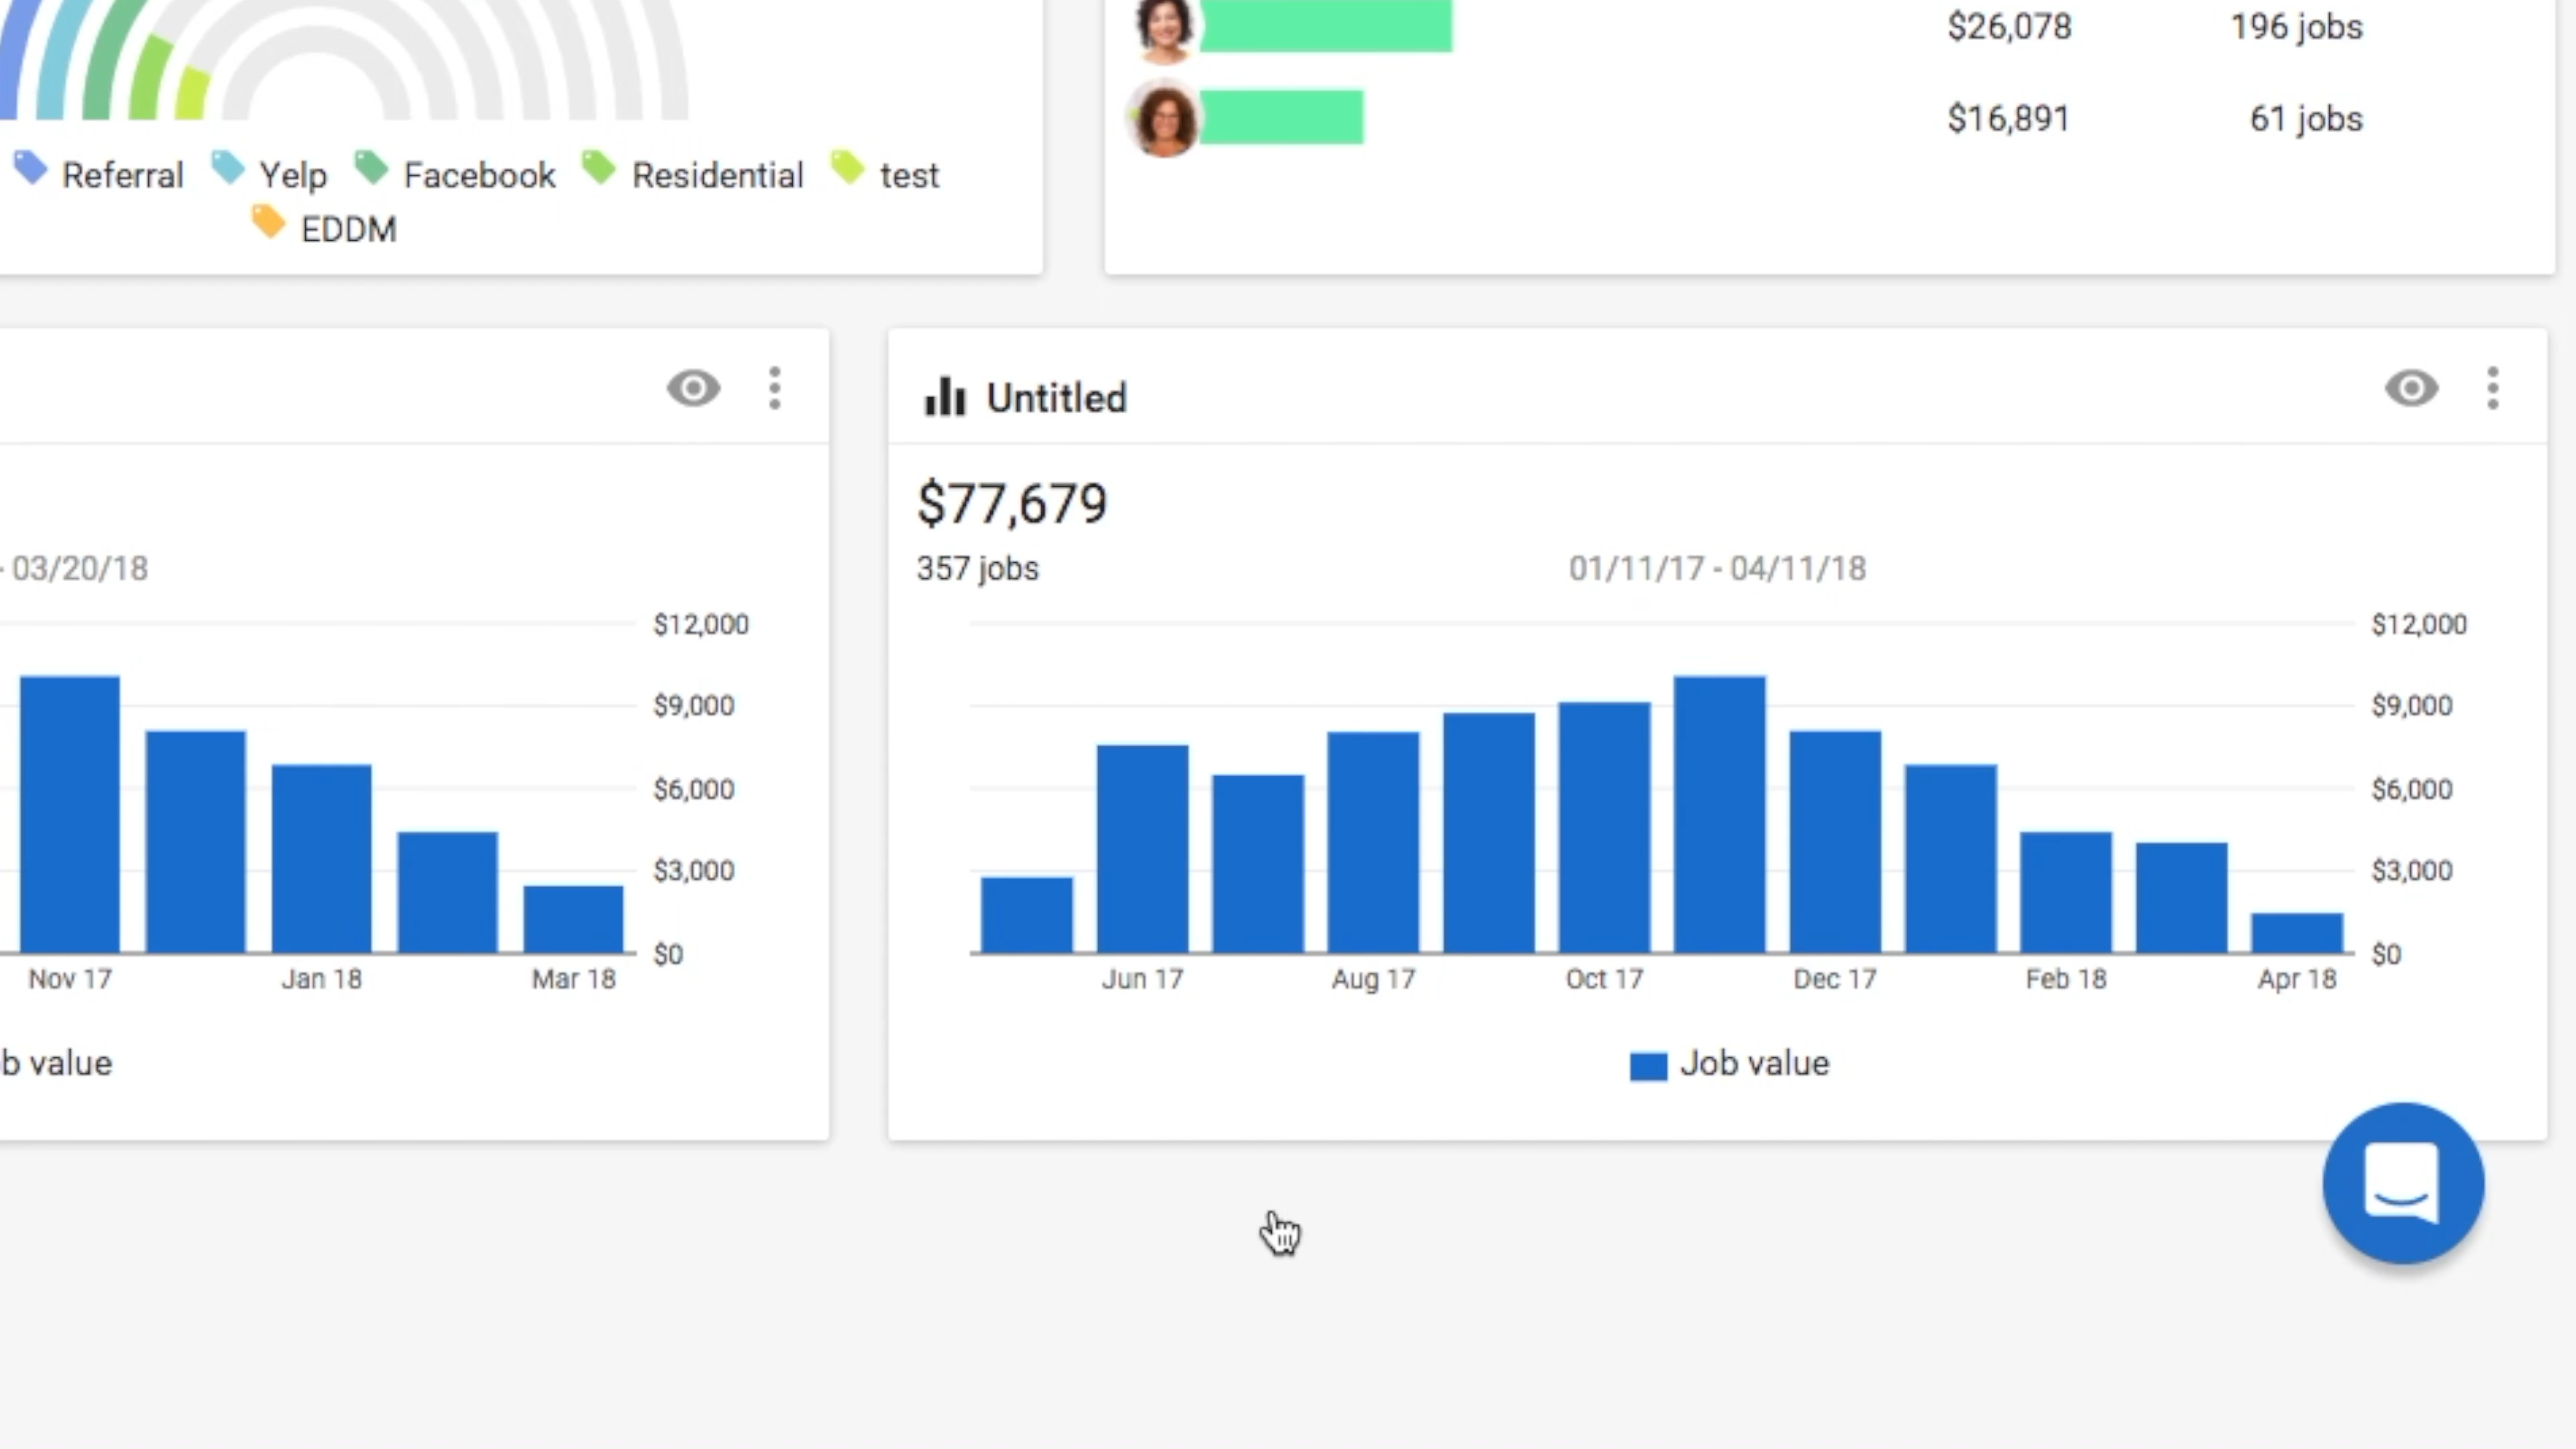 $26,078 196 jobs
$16,891 61 jobs
Referral Yelp Facebook Residential test
EDDM
Untitled
- 03/20/18
$12,000
$9,000
$6,000
$3,000
$0
Nov 17 Jan 18 Mar 18
b value
$77,679
357 jobs
01/11/17 - 04/11/18
$12,000
$9,000
$6,000
$3,000
$0
Jun 17 Aug 17 Oct 17 Dec 17 Feb 18 Apr 18
Job value